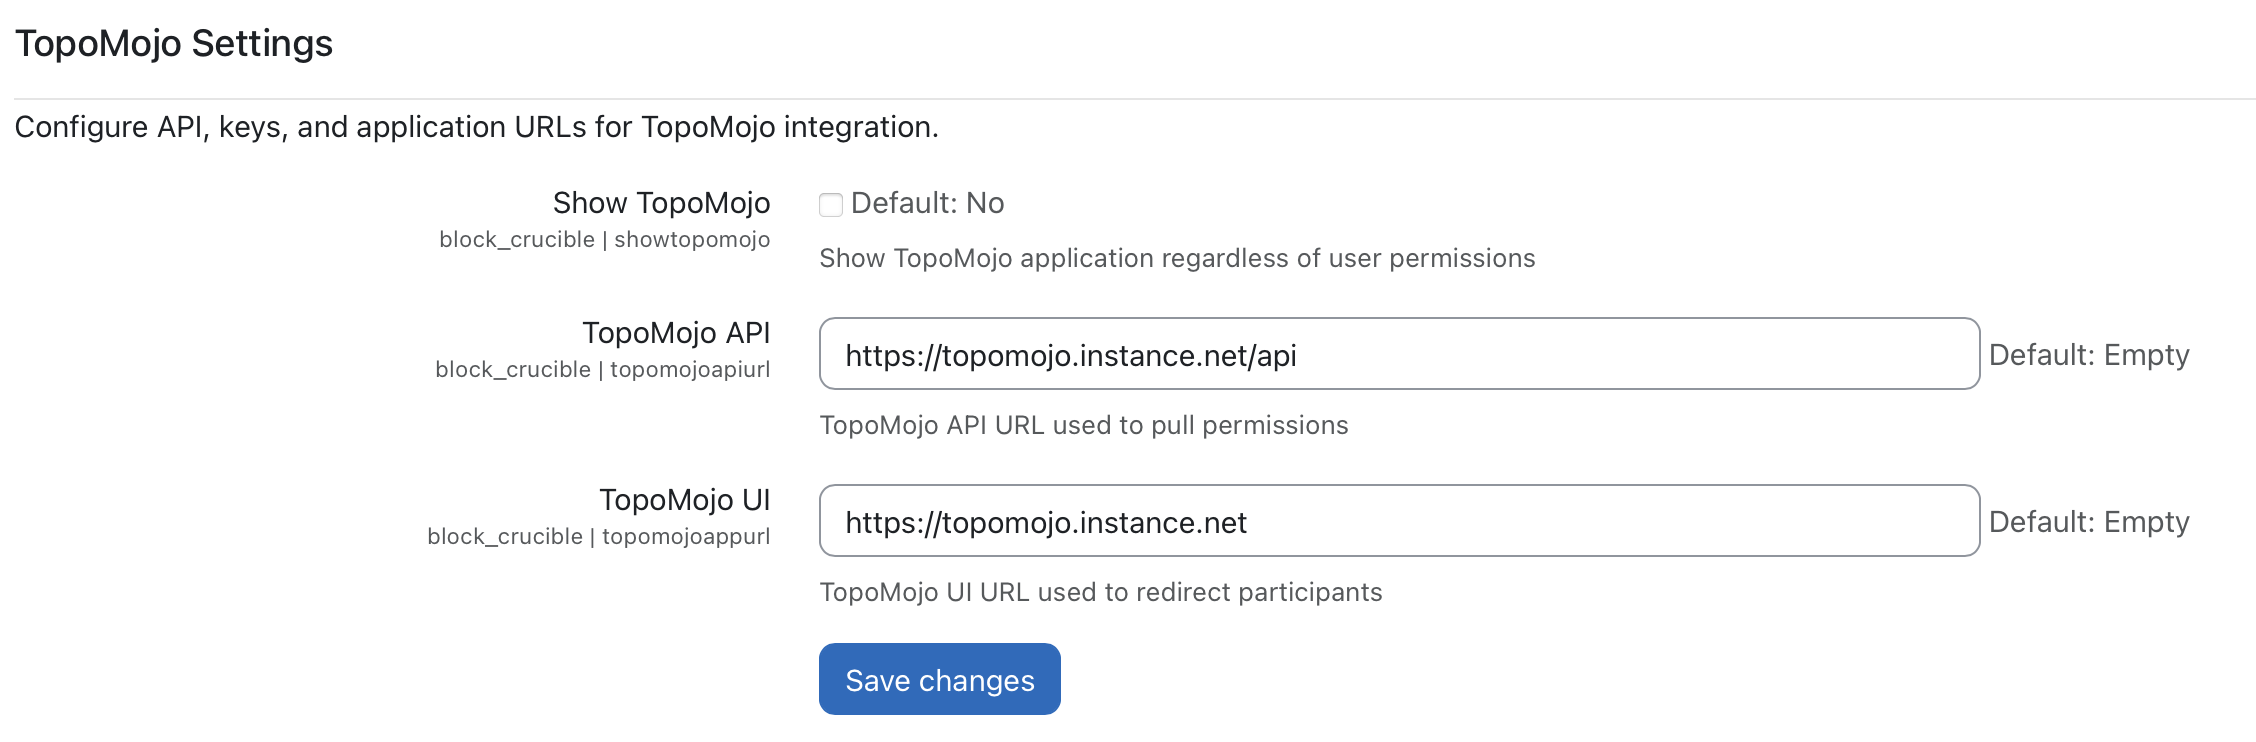 TopoMojo Settings
Configure API, keys, and application URLs for TopoMojo integration.
Show TopoMojo
block_crucible | showtopomojo
Default: No
Show TopoMojo application regardless of user permissions
TopoMojo API
block_crucible | topomojoapiurl
https://topomojo.instance.net/api
Default: Empty
TopoMojo API URL used to pull permissions
TopoMojo UI
block_crucible | topomojoappurl
https://topomojo.instance.net
Default: Empty
TopoMojo UI URL used to redirect participants
Save changes